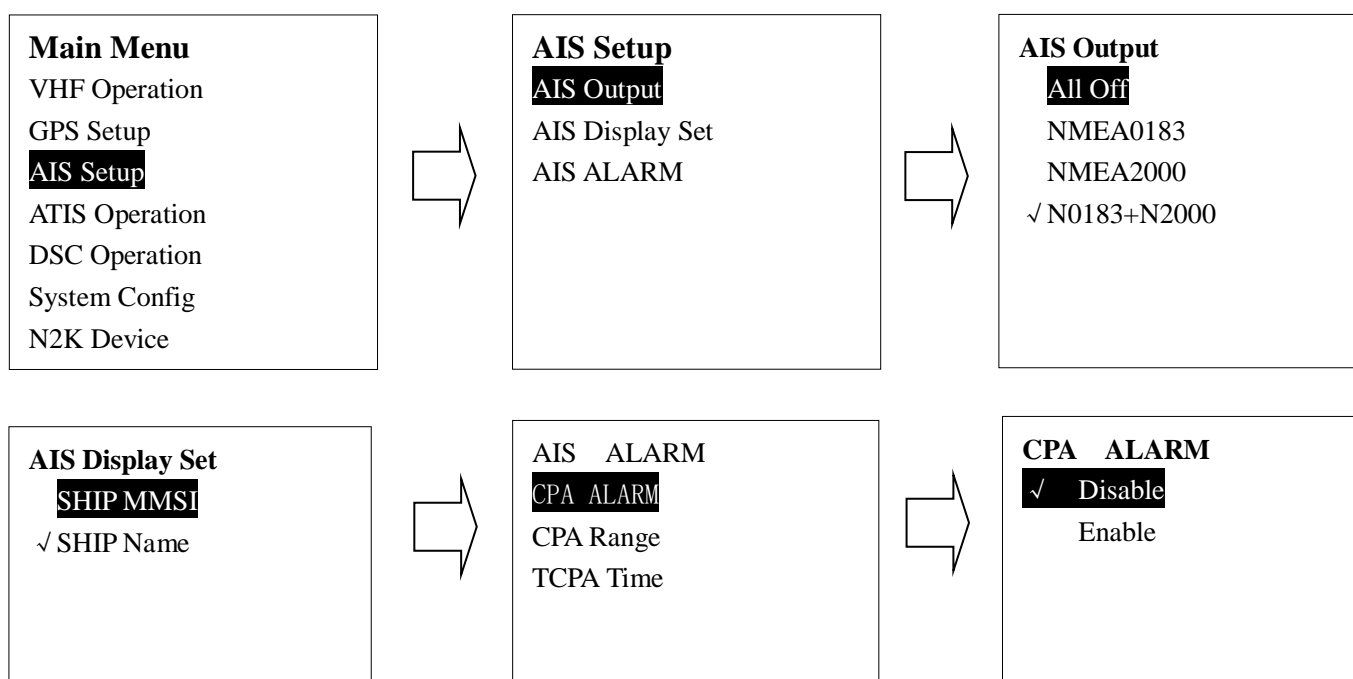 Main Menu
VHF Operation
GPS Setup
AIS Setup
ATIS Operation
DSC Operation
System Config
N2K Device
AIS Setup
AIS Output
AIS Display Set
AIS ALARM
AIS Output
All Off
NMEA0183
NMEA2000
√ N0183+N2000
AIS Display Set
SHIP MMSI
√ SHIP Name
AIS ALARM
CPA ALARM
CPA Range
TCPA Time
CPA ALARM
√ Disable
Enable